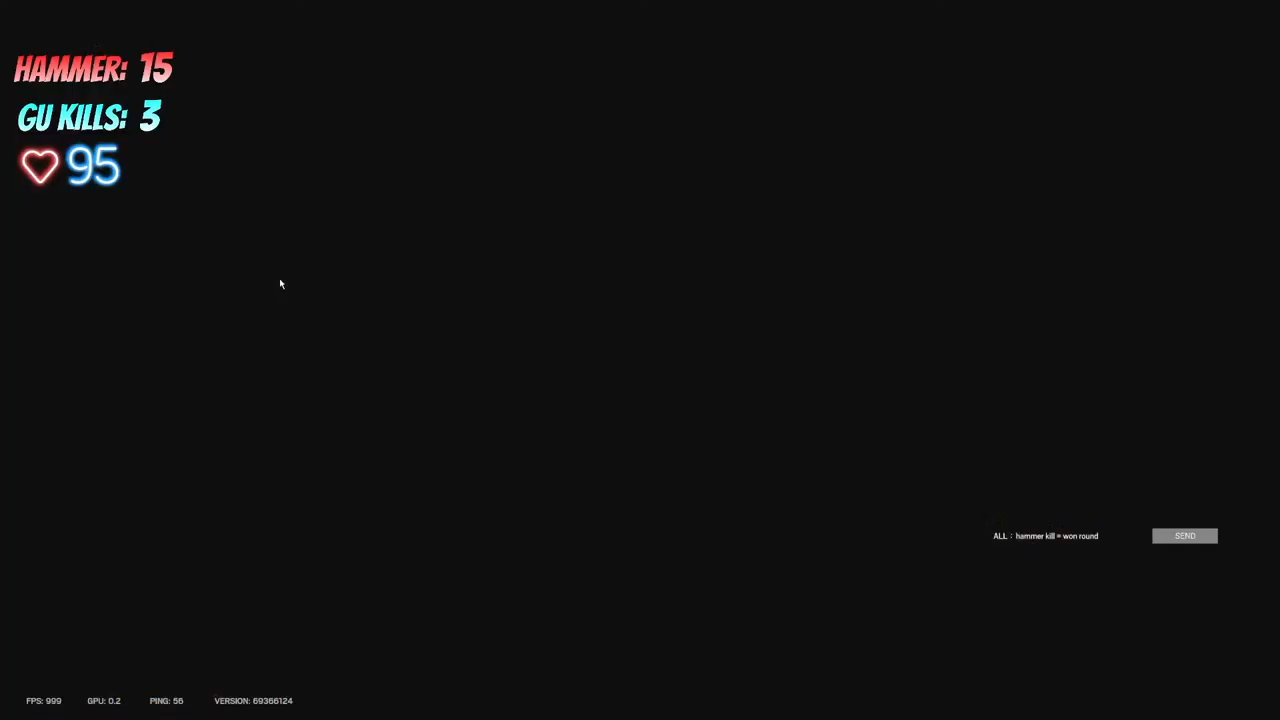 HAMMER: 15
GU KILLS: 3
95
ALL : hammer kill = won round
SEND
FPS: 999 GPU: 0.2 PING: 56 VERSION: 69366124